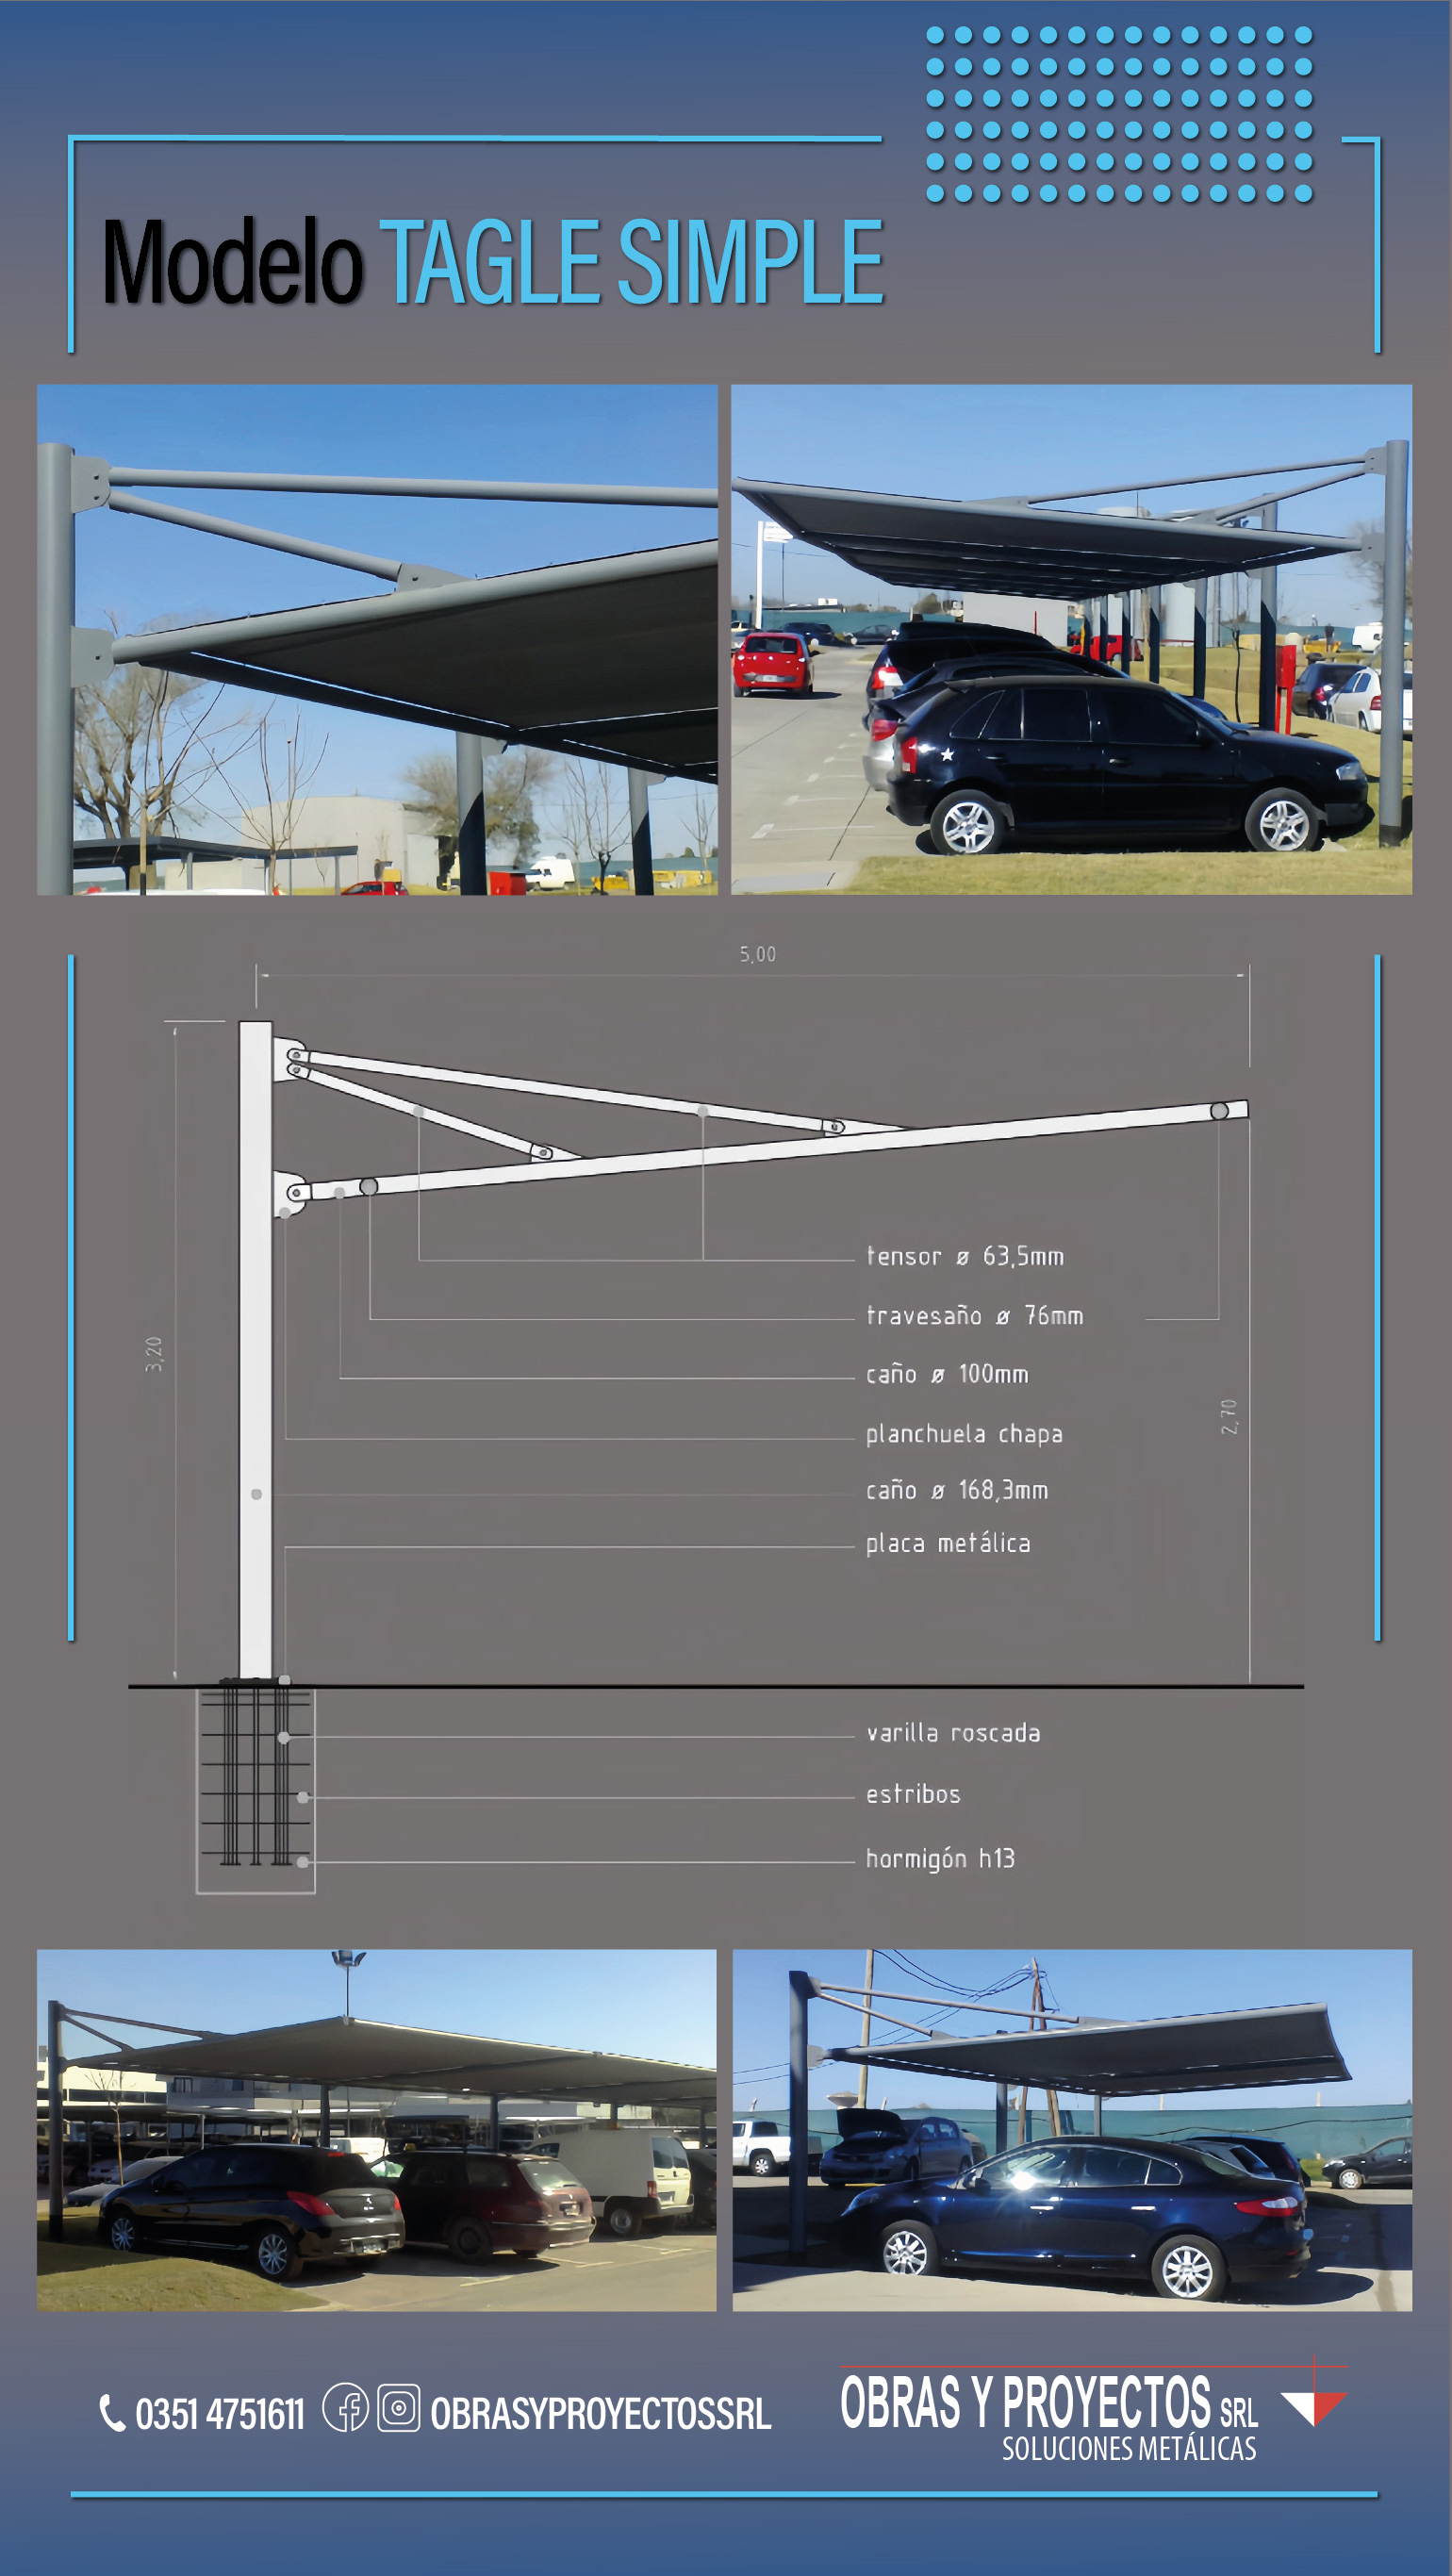 Modelo TAGLE SIMPLE
5,00
tensor ø 63,5mm
travesaño ø 76mm
3,20
caño ø 100mm
2,70
planchuela chapa
caño ø 168,3mm
placa metálica
varilla roscada
estribos
hormigón h13
0351 4751611 OBRASYPROYECTOSSRL
OBRAS Y PROYECTOS SRL
SOLUCIONES METÁLICAS